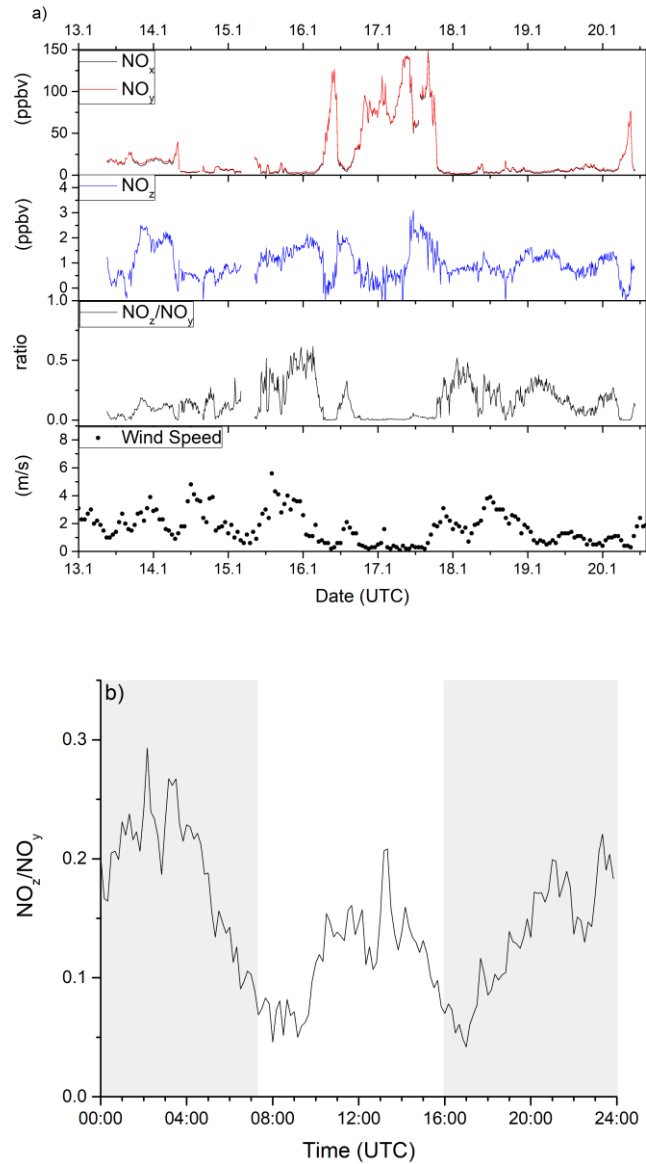 a)
13.1 14.1 15.1 16.1 17.1 18.1 19.1 20.1
150
100
50
0
(ppbv)
NOx
NOy
4
3
2
1
0
(ppbv)
NOz
1.0
0.5
0.0
ratio
NOz/NOy
8
6
4
2
0
(m/s)
Wind Speed
13.1 14.1 15.1 16.1 17.1 18.1 19.1 20.1
Date (UTC)
b)
0.3
0.2
0.1
0.0
NOz/NOy
00:00 04:00 08:00 12:00 16:00 20:00 24:00
Time (UTC)